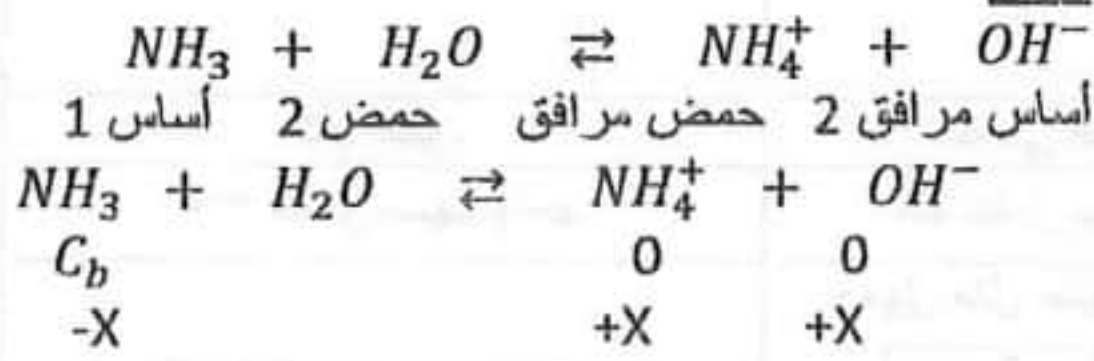 NH₃ + H₂O ⇄ NH₄⁺ + OH⁻
أساس 1 حمض 2 حمض مرافق أساس مرافق 2
NH₃ + H₂O ⇄ NH₄⁺ + OH⁻
C_b 0 0
-X +X +X